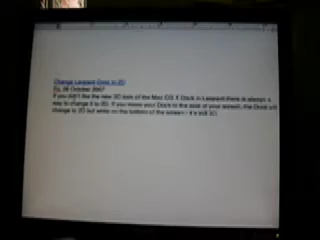 Change Leopard Dock to 2D
Fri, 26 October 2007
If you don't like the new 3D look of the Mac OS X Dock in Leopard there is always a
way to change it to 2D. If you move your Dock to the side of your screen, the Dock will
change to 2D but while on the bottom of the screen - it's still 3D.